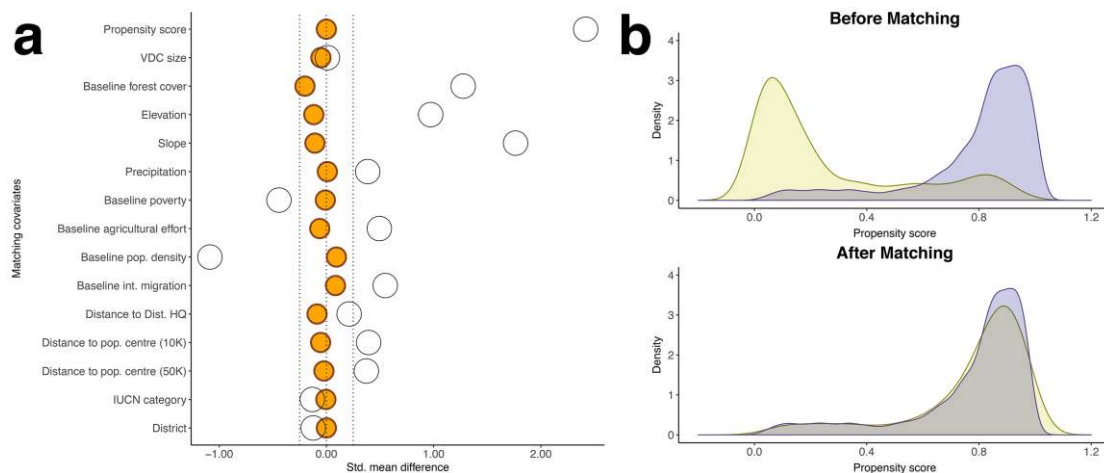 a
Matching covariates
Propensity score
VDC size
Baseline forest cover
Elevation
Slope
Precipitation
Baseline poverty
Baseline agricultural effort
Baseline pop. density
Baseline int. migration
Distance to Dist. HQ
Distance to pop. centre (10K)
Distance to pop. centre (50K)
IUCN category
District
−1.00 0.00 1.00 2.00
Std. mean difference
b
Before Matching
Density
4
3
2
1
0
0.0 0.4 0.8 1.2
Propensity score
After Matching
Density
4
3
2
1
0
0.0 0.4 0.8 1.2
Propensity score